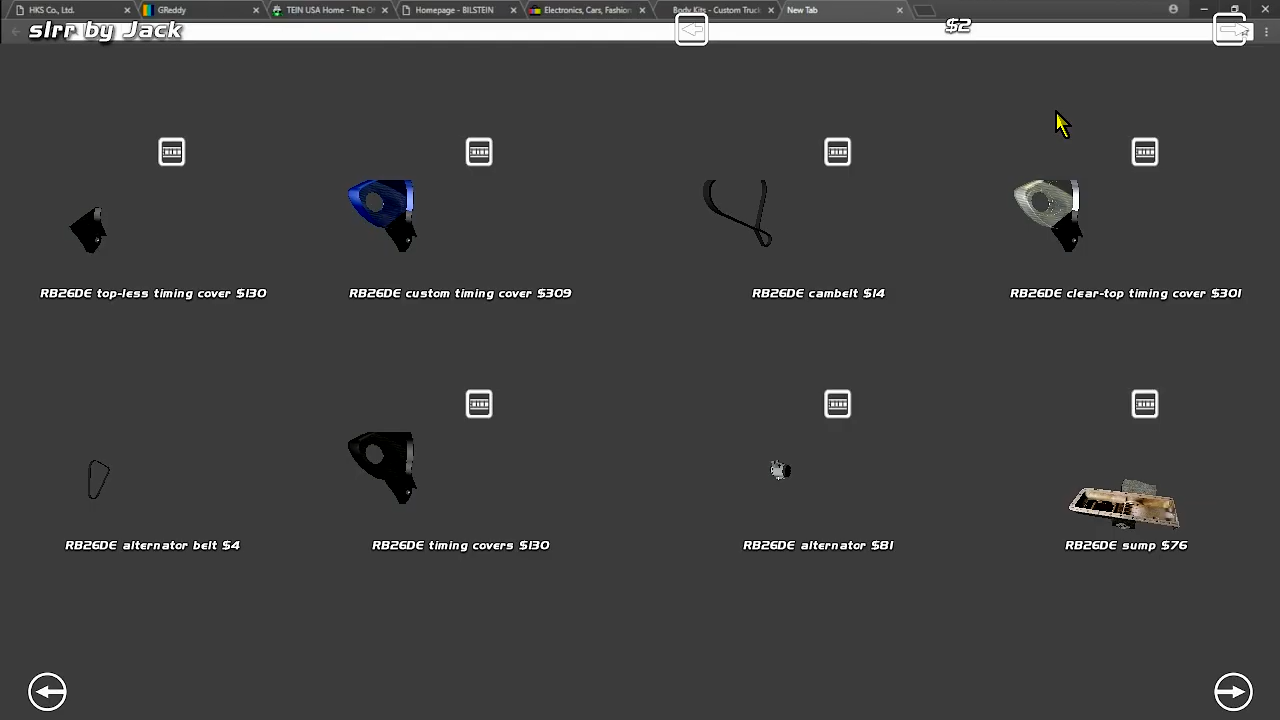 HKS Co., Ltd.
GReddy
TEIN USA Home - The O
Homepage - BILSTEIN
Electronics, Cars, Fashion
Body Kits - Custom Truck
New Tab
slrr by Jack
$2
RB26DE top-less timing cover $130
RB26DE custom timing cover $309
RB26DE cambelt $14
RB26DE clear-top timing cover $301
RB26DE alternator belt $4
RB26DE timing covers $130
RB26DE alternator $81
RB26DE sump $76